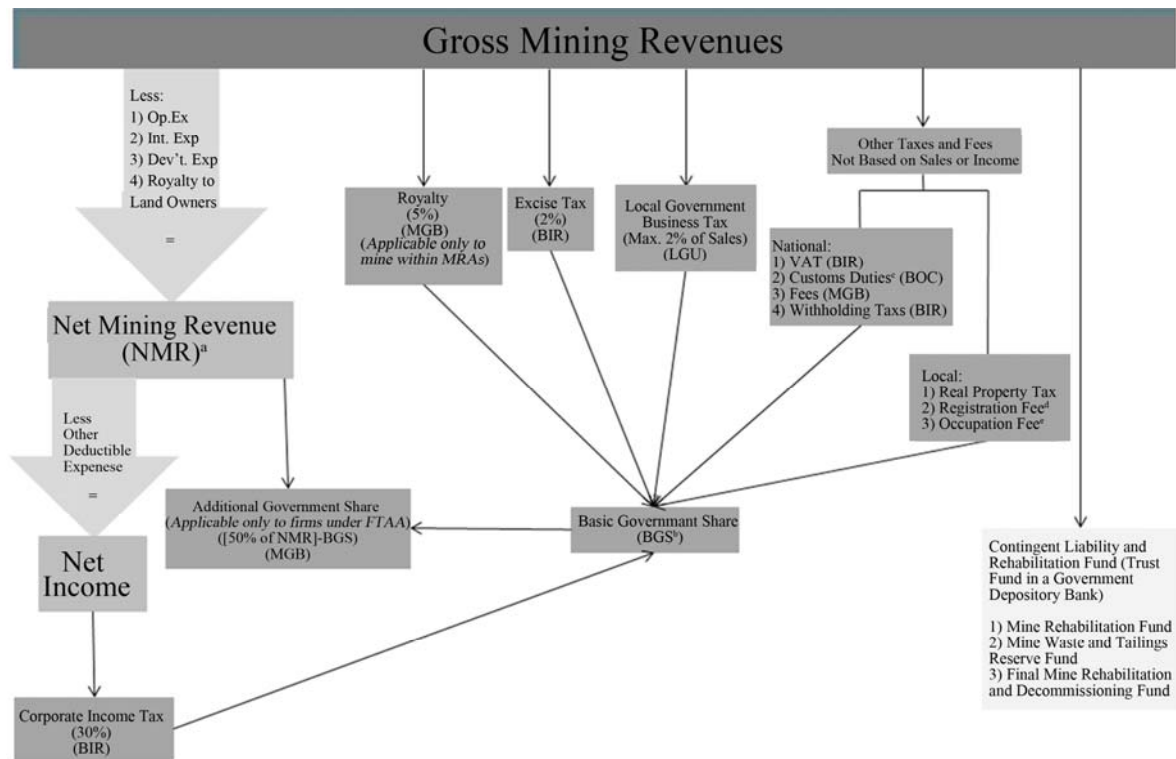 Gross Mining Revenues
Less:
1) Op.Ex
2) Int. Exp
3) Dev't. Exp
4) Royalty to
Land Owners
=
Net Mining Revenue
(NMR)ᵃ
Less
Other
Deductible
Expenese
=
Net
Income
Corporate Income Tax
(30%)
(BIR)
Royalty
(5%)
(MGB)
(Applicable only to
mine within MRAs)
Excise Tax
(2%)
(BIR)
Local Government
Business Tax
(Max. 2% of Sales)
(LGU)
Other Taxes and Fees
Not Based on Sales or Income
National:
1) VAT (BIR)
2) Customs Dutiesᶜ (BOC)
3) Fees (MGB)
4) Withholding Taxs (BIR)
Local:
1) Real Property Tax
2) Registration Feeᵈ
3) Occupation Feeᵉ
Additional Government Share
(Applicable only to firms under FTAA)
([50% of NMR]-BGS)
(MGB)
Basic Governmant Share
(BGSᵇ)
Contingent Liability and
Rehabilitation Fund (Trust
Fund in a Government
Depository Bank)
1) Mine Rehabilitation Fund
2) Mine Waste and Tailings
Reserve Fund
3) Final Mine Rehabilitation
and Decommissioning Fund